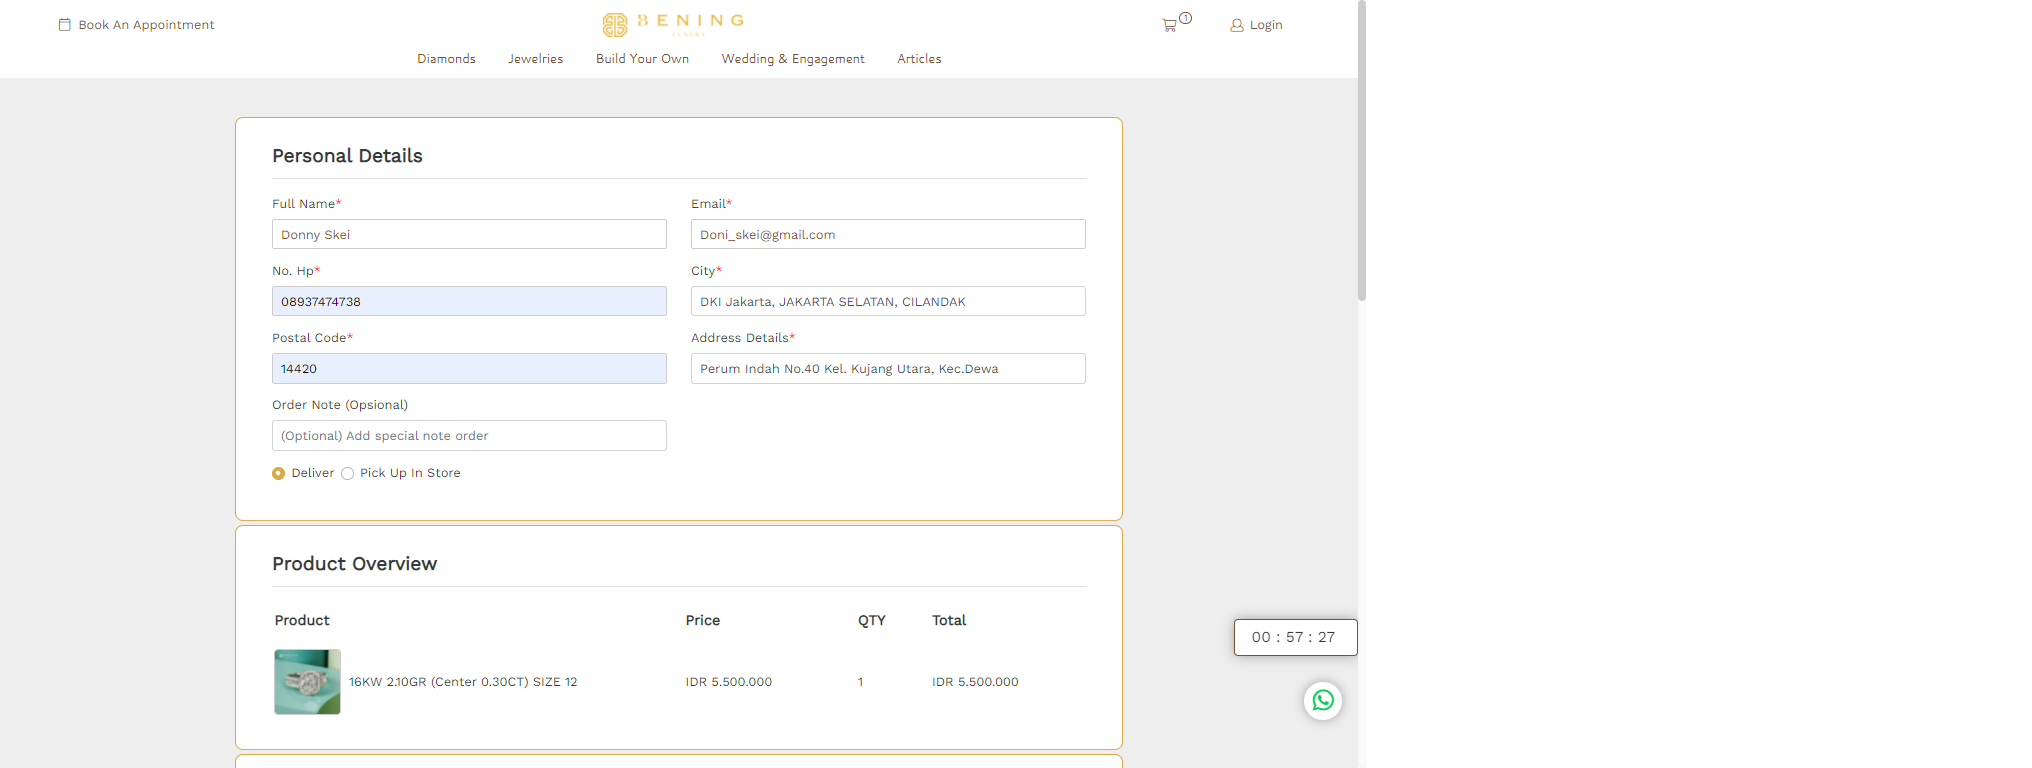 Book An Appointment
BENING
LUXURY
1
Login
Diamonds Jewelries Build Your Own Wedding & Engagement Articles
Personal Details
Full Name* Email*
Donny Skei Doni_skei@gmail.com
No. Hp* City*
08937474738 DKI Jakarta, JAKARTA SELATAN, CILANDAK
Postal Code* Address Details*
14420 Perum Indah No.40 Kel. Kujang Utara, Kec.Dewa
Order Note (Opsional)
(Optional) Add special note order
Deliver Pick Up In Store
Product Overview
Product Price QTY Total
16KW 2.10GR (Center 0.30CT) SIZE 12 IDR 5.500.000 1 IDR 5.500.000
00 : 57 : 27